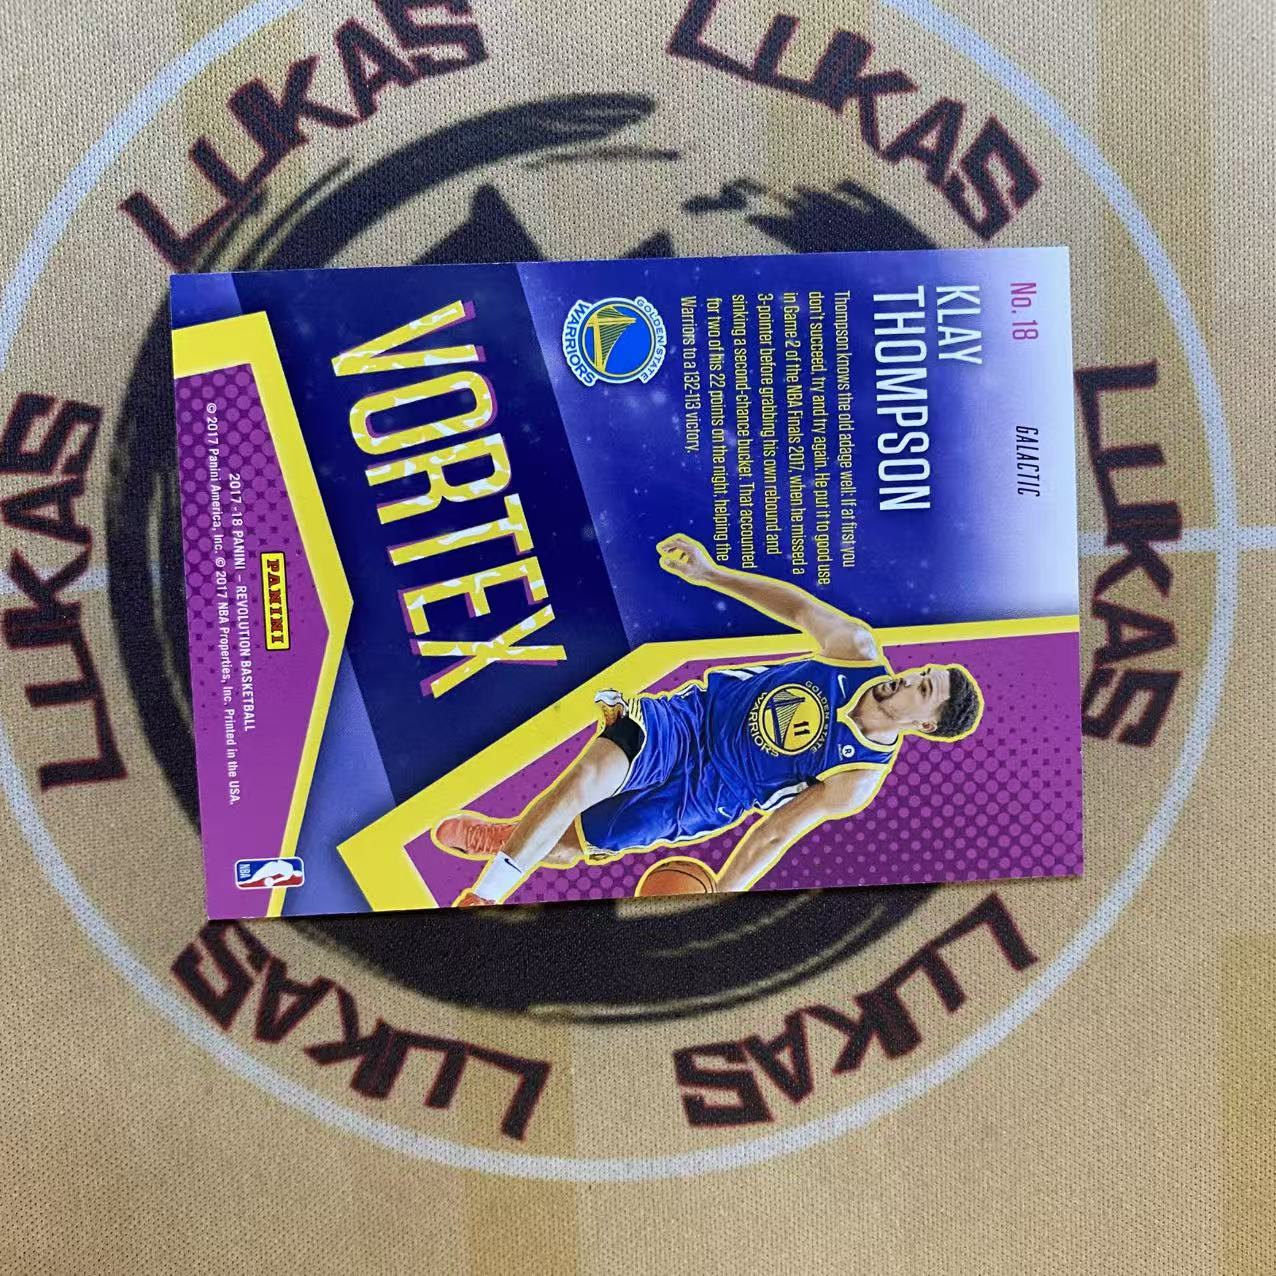 No. 18
GALACTIC
KLAY
THOMPSON
Thompson knows the old adage well: If at first you
don't succeed, try and try again. He put it to good use
in Game 2 of the NBA Finals 2017, when he missed a
3-pointer before grabbing his own rebound and
sinking a second-chance bucket. That accounted
for two of his 22 points on the night, helping the
Warriors to a 132-113 victory.
GOLDEN STATE
WARRIORS
GOLDEN STATE
11
WARRIORS
R
VORTEX
PANINI
2017-18 PANINI – REVOLUTION BASKETBALL
© 2017 Panini America, Inc. © 2017 NBA Properties, Inc. Printed in the USA.
NBA
LUKAS
LUKAS
LUKAS
LUKAS
LUKAS
LUKAS